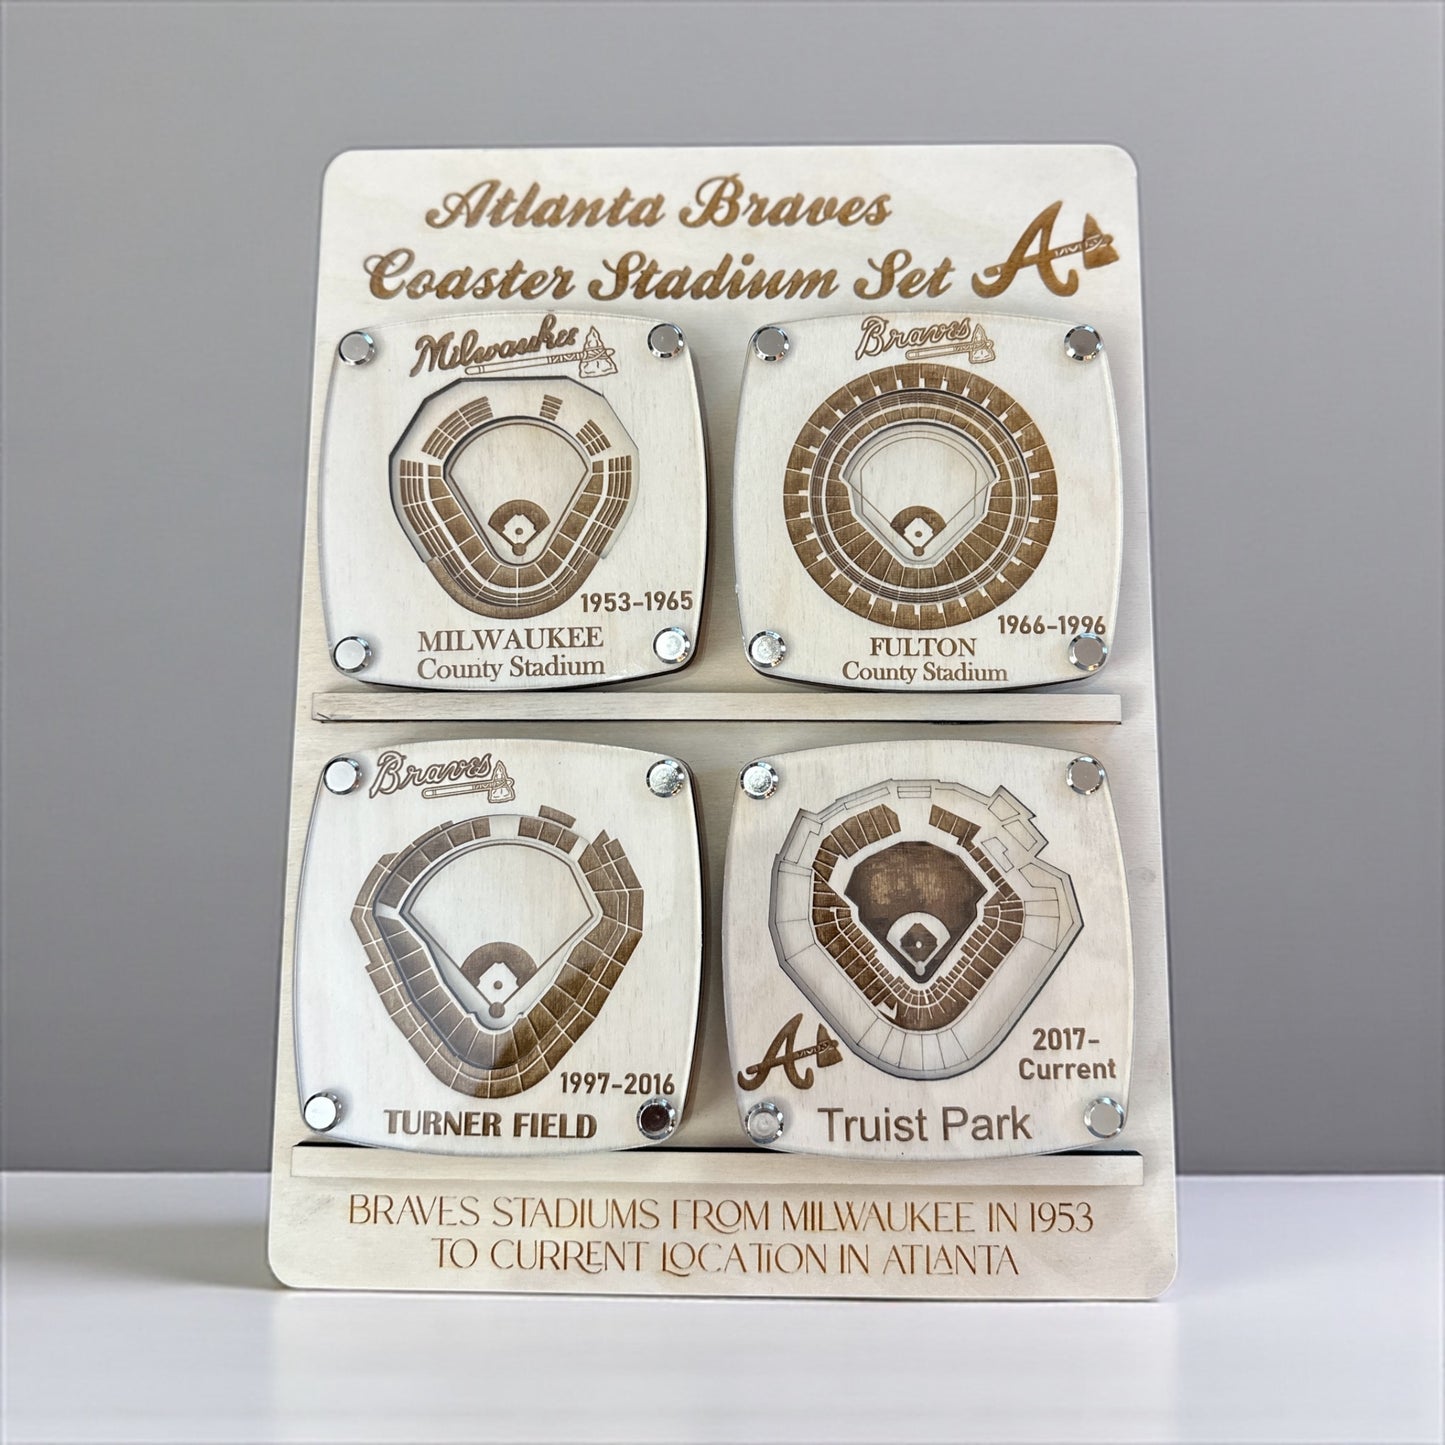 Atlanta Braves
Coaster Stadium Set
A
Milwaukee
1953-1965
MILWAUKEE
County Stadium
Braves
1966-1996
FULTON
County Stadium
Braves
1997-2016
TURNER FIELD
A
2017-
Current
Truist Park
BRAVES STADIUMS FROM MILWAUKEE IN 1953
TO CURRENT LOCATION IN ATLANTA